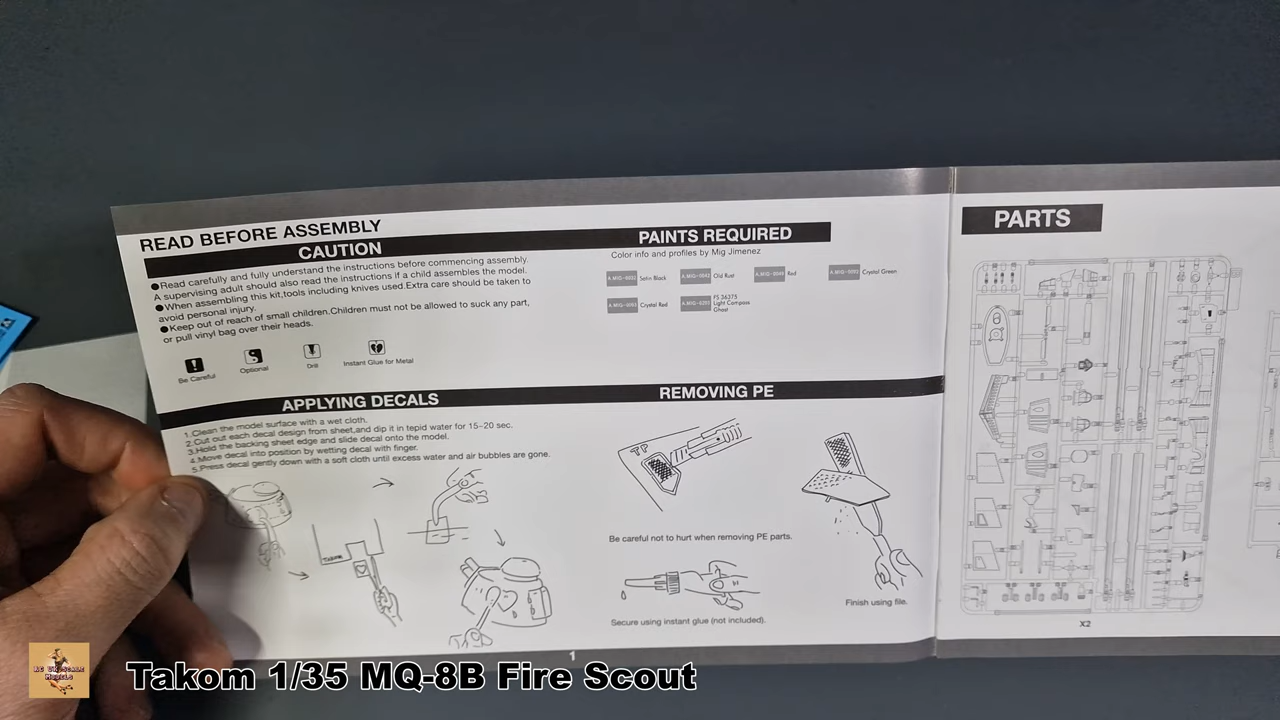 READ BEFORE ASSEMBLY
CAUTION
●Read carefully and fully understand the instructions before commencing assembly.
A supervising adult should also read the instructions if a child assembles the model.
●When assembling this kit,tools including knives used.Extra care should be taken to
avoid personal injury.
●Keep out of reach of small children.Children must not be allowed to suck any part,
or pull vinyl bag over their heads.
Be Careful
Optional
Drill
Instant Glue for Metal
PAINTS REQUIRED
Color info and profiles by Mig Jimenez
Satin Black
A.MIG-0042 Old Rust
Red
Crystal Green
Crystal Red
FS 36375
Light Compass
Ghost
APPLYING DECALS
1.Clean the model surface with a wet cloth.
2.Cut out each decal design from sheet,and dip it in tepid water for 15-20 sec.
3.Hold the backing sheet edge and slide decal onto the model.
4.Move decal into position by wetting decal with finger.
5.Press decal gently down with a soft cloth until excess water and air bubbles are gone.
REMOVING PE
Be careful not to hurt when removing PE parts.
Finish using file.
Secure using instant glue (not included).
1
PARTS
X2
Takom 1/35 MQ-8B Fire Scout